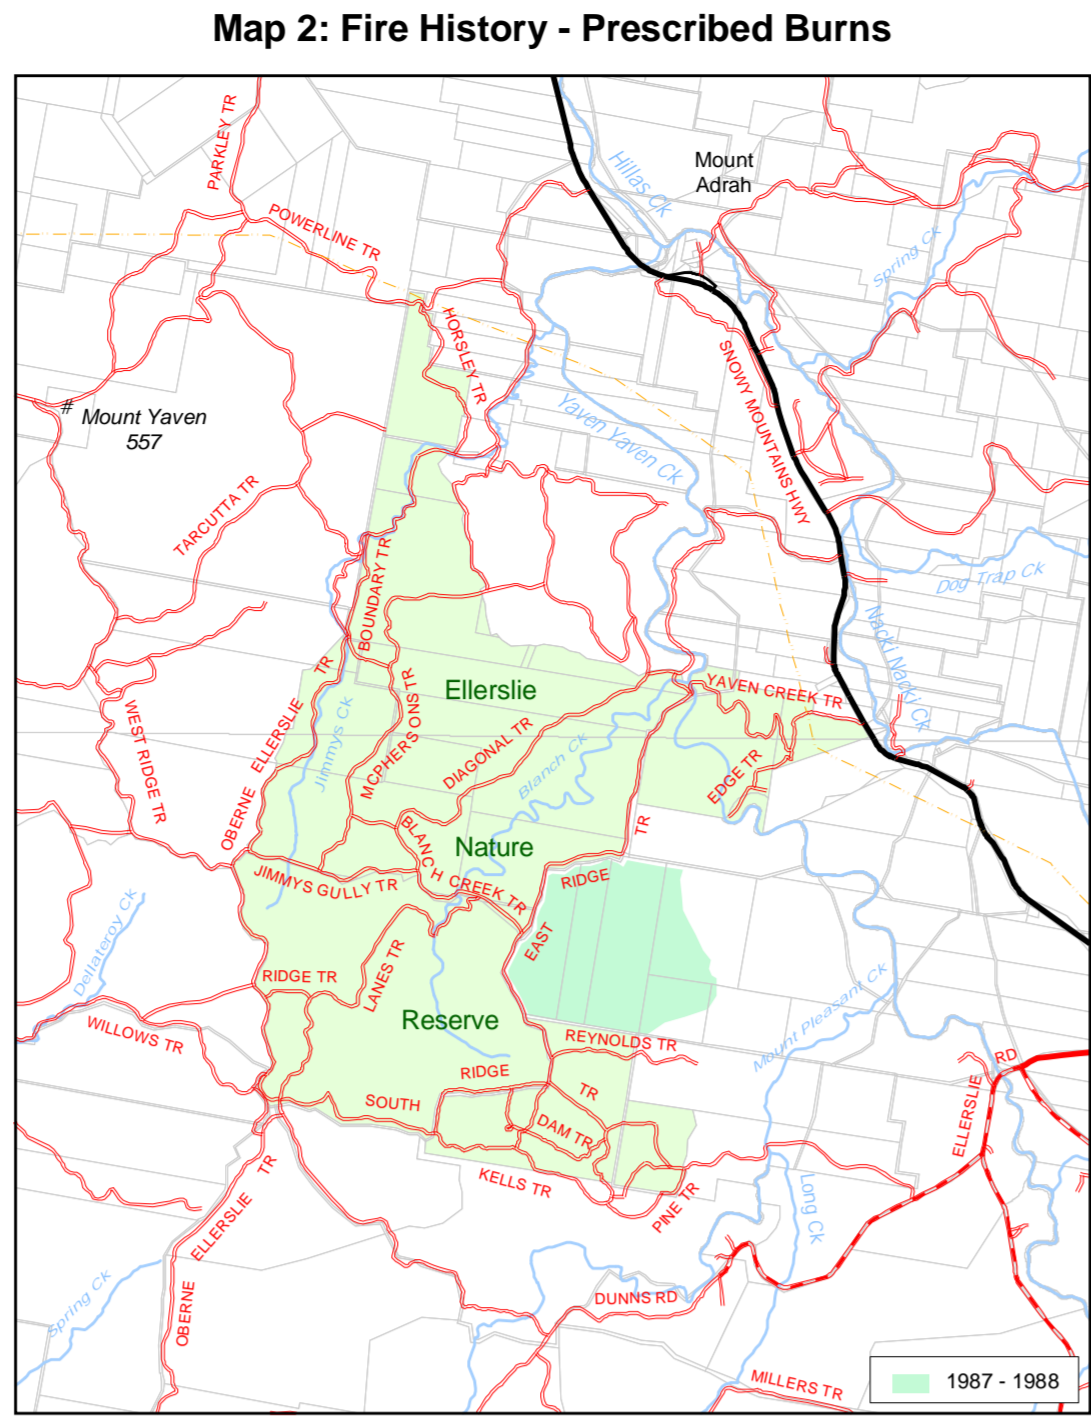 Map 2: Fire History - Prescribed Burns
PARKLEY TR
Hillas Ck
Mount
Adrah
POWERLINE TR
Spring Ck
HORSLEY TR
SNOWY MOUNTAINS HWY
#
Mount Yaven
557
Yaven Yaven Ck
TARCUTTA TR
BOUNDARY TR
Dog Trap Ck
Nacki Nacki Ck
OBERNE ELLERSLIE TR
MCPHERSONS TR
Ellerslie
YAVEN CREEK TR
WEST RIDGE TR
Jimmys Ck
DIAGONAL TR
Blanch Ck
EDGE TR
BLANCH CREEK TR
Nature
JIMMYS GULLY TR
EAST RIDGE TR
Dellateroy Ck
LANES TR
RIDGE TR
Mount Pleasant Ck
Reserve
WILLOWS TR
REYNOLDS TR
SOUTH RIDGE TR
DAM TR
ELLERSLIE RD
KELLS TR
PINE TR
Long Ck
OBERNE ELLERSLIE TR
Spring Ck
DUNNS RD
MILLERS TR
1987 - 1988